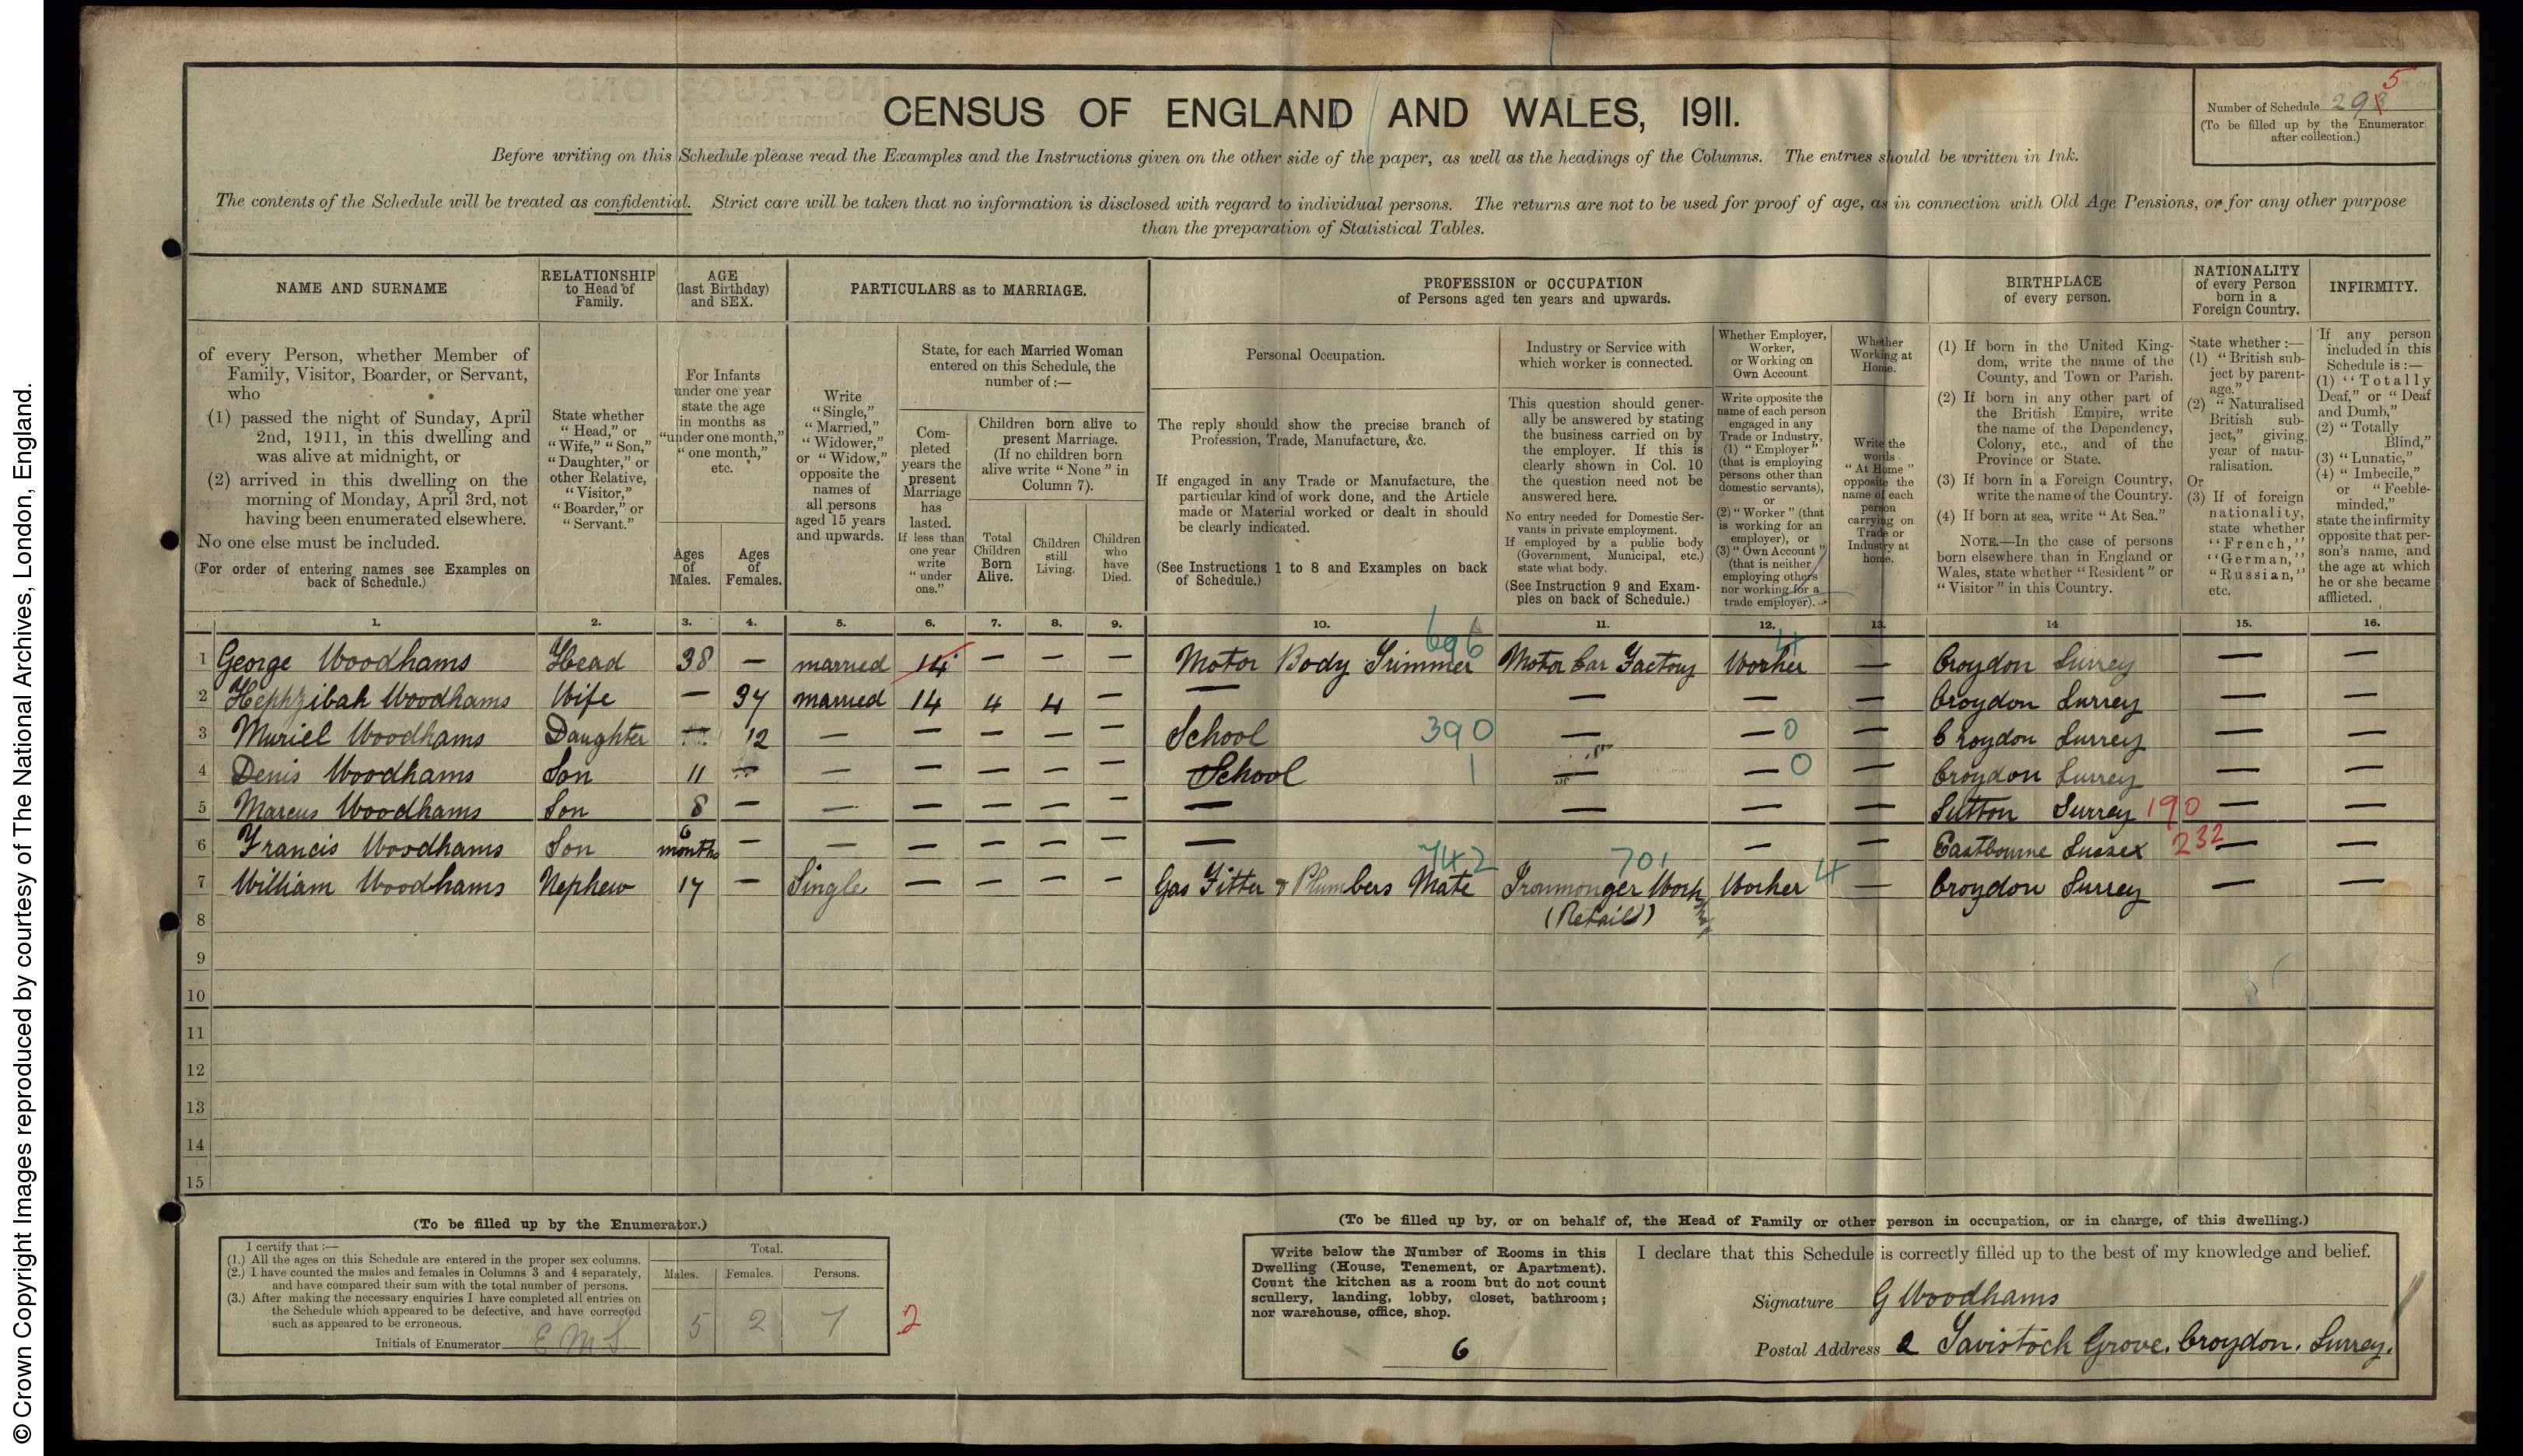 © Crown Copyright Images reproduced by courtesy of The National Archives, London, England.
CENSUS OF ENGLAND AND WALES, 1911.
Number of Schedule 295
(To be filled up by the Enumerator
after collection.)
Before writing on this Schedule please read the Examples and the Instructions given on the other side of the paper, as well as the headings of the Columns. The entries should be written in Ink.
The contents of the Schedule will be treated as confidential. Strict care will be taken that no information is disclosed with regard to individual persons. The returns are not to be used for proof of age, as in connection with Old Age Pensions, or for any other purpose
than the preparation of Statistical Tables.
NAME AND SURNAME
of every Person, whether Member of
Family, Visitor, Boarder, or Servant,
who
(1) passed the night of Sunday, April
2nd, 1911, in this dwelling and
was alive at midnight, or
(2) arrived in this dwelling on the
morning of Monday, April 3rd, not
having been enumerated elsewhere.
No one else must be included.
(For order of entering names see Examples on
back of Schedule.)
RELATIONSHIP
to Head of
Family.
State whether
"Head," or
"Wife," "Son,"
"Daughter," or
other Relative,
"Visitor,"
"Boarder," or
"Servant."
AGE
(last Birthday)
and SEX.
For Infants
under one year
state the age
in months as
"under one month,"
"one month,"
etc.
Ages
of
Males.
Ages
of
Females.
PARTICULARS as to MARRIAGE.
Write
"Single,"
"Married,"
"Widower,"
or "Widow,"
opposite the
names of
all persons
aged 15 years
and upwards.
State, for each Married Woman
entered on this Schedule, the
number of:—
Com-
pleted
years the
present
Marriage
has
lasted.
If less than
one year
write
"under
one."
Children born alive to
present Marriage.
(If no children born
alive write "None" in
Column 7).
Total
Children
Born
Alive.
Children
still
Living.
Children
who
have
Died.
PROFESSION or OCCUPATION
of Persons aged ten years and upwards.
Personal Occupation.
The reply should show the precise branch of
Profession, Trade, Manufacture, &c.
If engaged in any Trade or Manufacture, the
particular kind of work done, and the Article
made or Material worked or dealt in should
be clearly indicated.
(See Instructions 1 to 8 and Examples on back
of Schedule.)
Industry or Service with
which worker is connected.
This question should gener-
ally be answered by stating
the business carried on by
the employer. If this is
clearly shown in Col. 10
the question need not be
answered here.
No entry needed for Domestic Ser-
vants in private employment.
If employed by a public body
(Government, Municipal, etc.)
state what body.
(See Instruction 9 and Exam-
ples on back of Schedule.)
Whether Employer,
Worker,
or Working on
Own Account
Write opposite the
name of each person
engaged in any
Trade or Industry,
(1) "Employer"
(that is employing
persons other than
domestic servants),
or
(2) "Worker" (that
is working for an
employer), or
(3) "Own Account"
(that is neither
employing others
nor working for a
trade employer).
Whether
Working at
Home.
Write the
words
"At Home"
opposite the
name of each
person
carrying on
Trade or
Industry at
home.
BIRTHPLACE
of every person.
(1) If born in the United King-
dom, write the name of the
County, and Town or Parish.
(2) If born in any other part of
the British Empire, write
the name of the Dependency,
Colony, etc., and of the
Province or State.
(3) If born in a Foreign Country,
write the name of the Country.
(4) If born at sea, write "At Sea."
NOTE.—In the case of persons
born elsewhere than in England or
Wales, state whether "Resident" or
"Visitor" in this Country.
NATIONALITY
of every Person
born in a
Foreign Country.
State whether :—
(1) "British sub-
ject by parent-
age."
(2) "Naturalised
British sub-
ject," giving
year of natu-
ralisation.
Or
(3) If of foreign
nationality,
state whether
"French,"
"German,"
"Russian,"
etc.
INFIRMITY.
If any person
included in this
Schedule is :—
(1) "Totally
Deaf," or "Deaf
and Dumb,"
(2) "Totally
Blind,"
(3) "Lunatic,"
(4) "Imbecile,"
or "Feeble-
minded,"
state the infirmity
opposite that per-
son's name, and
the age at which
he or she became
afflicted.
1. 2. 3. 4. 5. 6. 7. 8. 9. 10. 11. 12. 13. 14. 15. 16.
1 George Woodhams Head 38 — married 14 — — — Motor Body Trimmer 696 Motor Car Factory Worker 4 — Croydon Surrey — —
2 Hephzibah Woodhams Wife — 37 married 14 4 4 — — — — — Croydon Surrey — —
3 Muriel Woodhams Daughter 12 — — — — — School 390 — — 0 — Croydon Surrey — —
4 Denis Woodhams Son 11 — — — — — — School 1 — — 0 — Croydon Surrey — —
5 Marcus Woodhams Son 8 — — — — — — — — — — Sutton Surrey 190 — —
6 Francis Woodhams Son 6 months — — — — — — — — — Eastbourne Sussex 232 — —
7 William Woodhams Nephew 17 — Single — — — — Gas Fitter & Plumbers Mate 742 Ironmonger Work 701 Worker 4 — Croydon Surrey — —
8 (Retail)
9
10
11
12
13
14
15
(To be filled up by the Enumerator.)
I certify that :—
(1.) All the ages on this Schedule are entered in the proper sex columns.
(2.) I have counted the males and females in Columns 3 and 4 separately,
and have compared their sum with the total number of persons.
(3.) After making the necessary enquiries I have completed all entries on
the Schedule which appeared to be defective, and have corrected
such as appeared to be erroneous.
Initials of Enumerator E M S
Total.
Males. Females. Persons.
5 2 7 2
(To be filled up by, or on behalf of, the Head of Family or other person in occupation, or in charge, of this dwelling.)
Write below the Number of Rooms in this
Dwelling (House, Tenement, or Apartment).
Count the kitchen as a room but do not count
scullery, landing, lobby, closet, bathroom;
nor warehouse, office, shop.
6
I declare that this Schedule is correctly filled up to the best of my knowledge and belief.
Signature G Woodhams
Postal Address 2 Tavistock Grove, Croydon, Surrey.